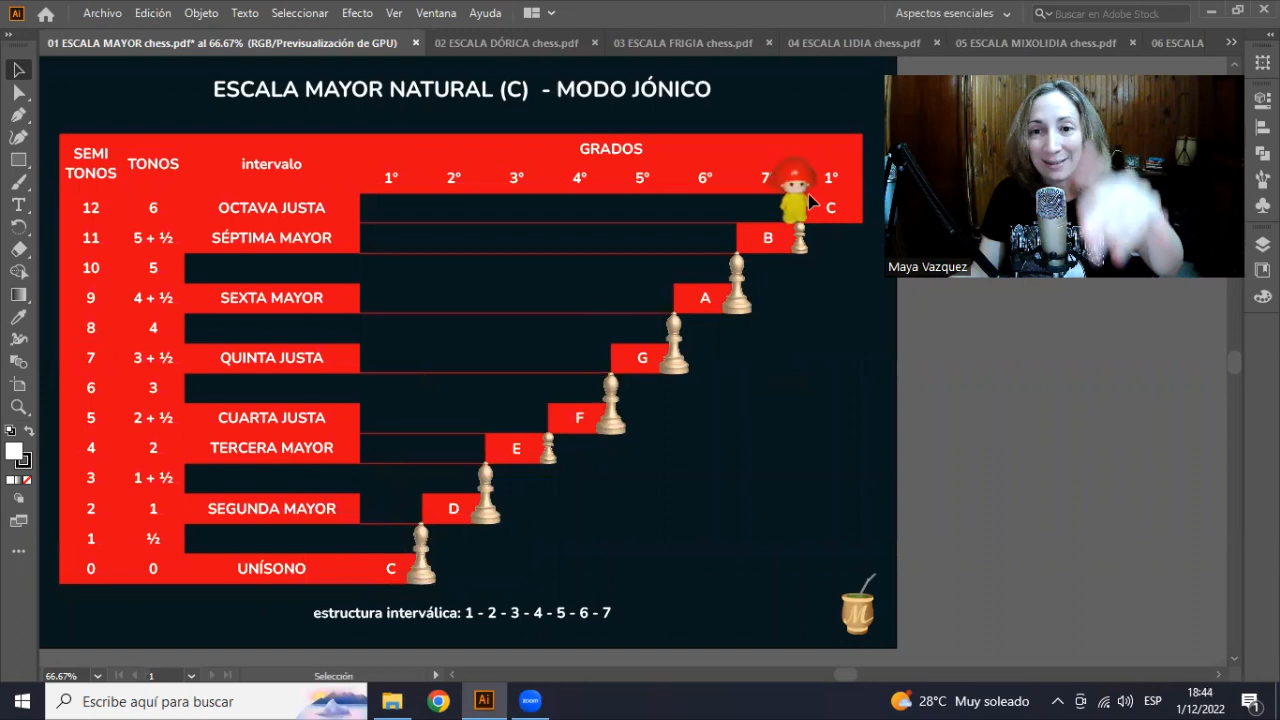 Ai
Archivo Edición Objeto Texto Seleccionar Efecto Ver Ventana Ayuda
Aspectos esenciales
Buscar en Adobe Stock
01 ESCALA MAYOR chess.pdf* al 66.67% (RGB/Previsualización de GPU) ×
02 ESCALA DÓRICA chess.pdf ×
03 ESCALA FRIGIA chess.pdf ×
04 ESCALA LIDIA chess.pdf ×
05 ESCALA MIXOLIDIA chess.pdf ×
06 ESCALA
ESCALA MAYOR NATURAL (C) - MODO JÓNICO
SEMI
TONOS
TONOS
intervalo
GRADOS
1° 2° 3° 4° 5° 6° 7 1°
12 6 OCTAVA JUSTA C
11 5 + ½ SÉPTIMA MAYOR B
10 5
9 4 + ½ SEXTA MAYOR A
8 4
7 3 + ½ QUINTA JUSTA G
6 3
5 2 + ½ CUARTA JUSTA F
4 2 TERCERA MAYOR E
3 1 + ½
2 1 SEGUNDA MAYOR D
1 ½
0 0 UNÍSONO C
estructura interválica: 1 - 2 - 3 - 4 - 5 - 6 - 7
M
Maya Vazquez
66.67% 1 Selección
Escribe aquí para buscar
Ai
zoom
28°C Muy soleado
ESP
18:44
1/12/2022
1